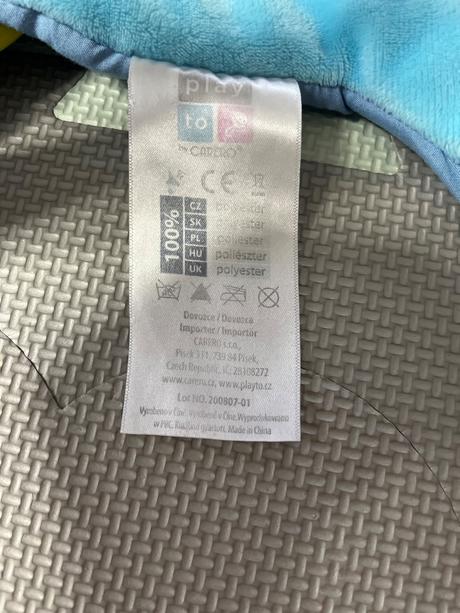 play
to
by CARERO®
CE
100%
CZ polyester
SK polyester
PL poliester
HU poliészter
UK polyester
Dovozce / Dovozca
Importer / Importőr
CARERO s.r.o.,
Písek 311, 739 84 Písek,
Czech Republic, IČ: 28108272
www.carero.cz, www.playto.cz
Lot NO. 200807-01
Vyrobeno v Číně. Vyrobené v Číne. Wyprodukowano
w PVC. Kínában gyártott. Made in China